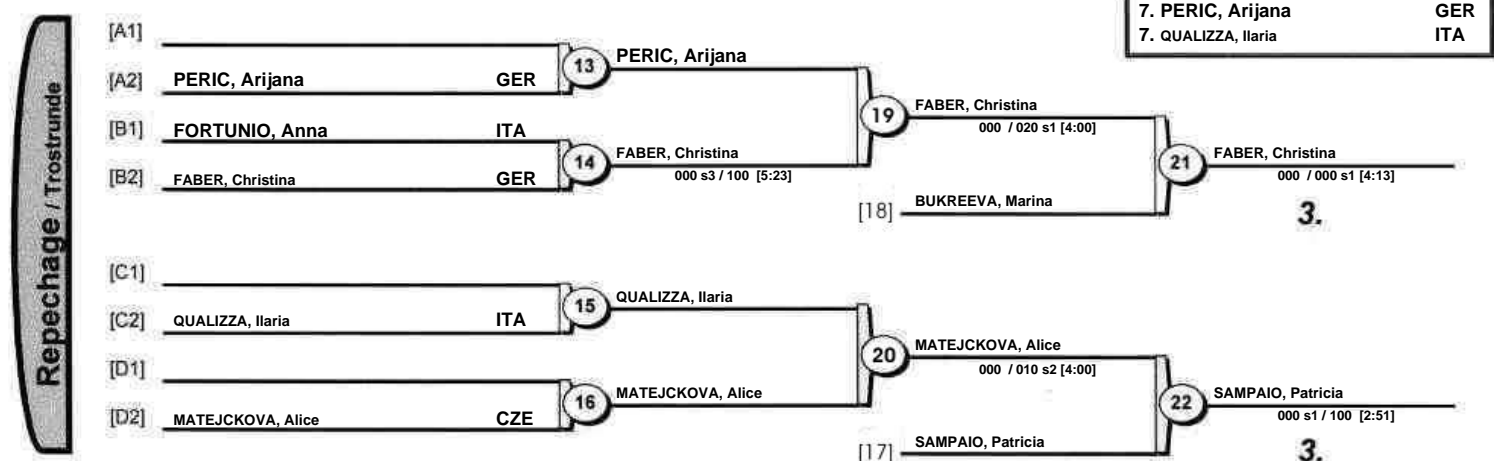 7. PERIC, Arijana GER
7. QUALIZZA, Ilaria ITA
Repechage / Trostrunde
[A1]
[A2] PERIC, Arijana GER
13
PERIC, Arijana
[B1] FORTUNIO, Anna ITA
[B2] FABER, Christina GER
14
FABER, Christina
000 s3 / 100 [5:23]
19
FABER, Christina
000 / 020 s1 [4:00]
[18] BUKREEVA, Marina
21
FABER, Christina
000 / 000 s1 [4:13]
3.
[C1]
[C2] QUALIZZA, Ilaria ITA
15
QUALIZZA, Ilaria
[D1]
[D2] MATEJCKOVA, Alice CZE
16
MATEJCKOVA, Alice
20
MATEJCKOVA, Alice
000 / 010 s2 [4:00]
[17] SAMPAIO, Patricia
22
SAMPAIO, Patricia
000 s1 / 100 [2:51]
3.